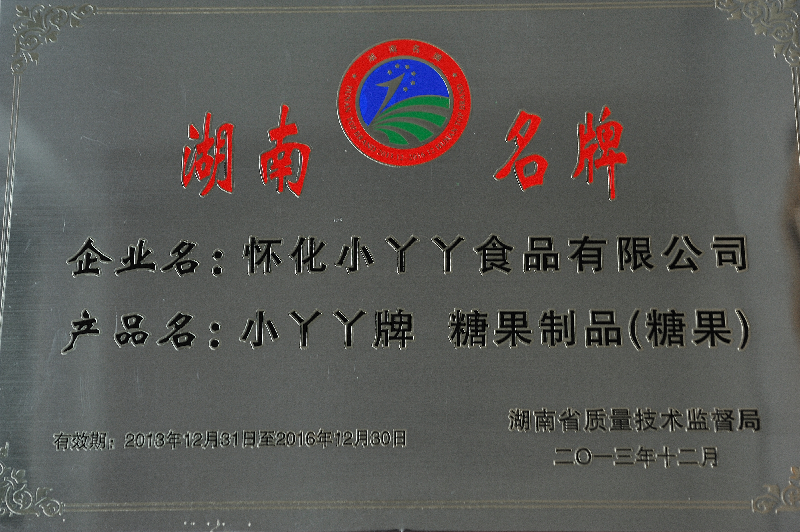 湖南名牌
企业名：怀化小丫丫食品有限公司
产品名：小丫丫牌 糖果制品(糖果)
有效期：2013年12月31日至2016年12月30日
湖南省质量技术监督局
二〇一三年十二月